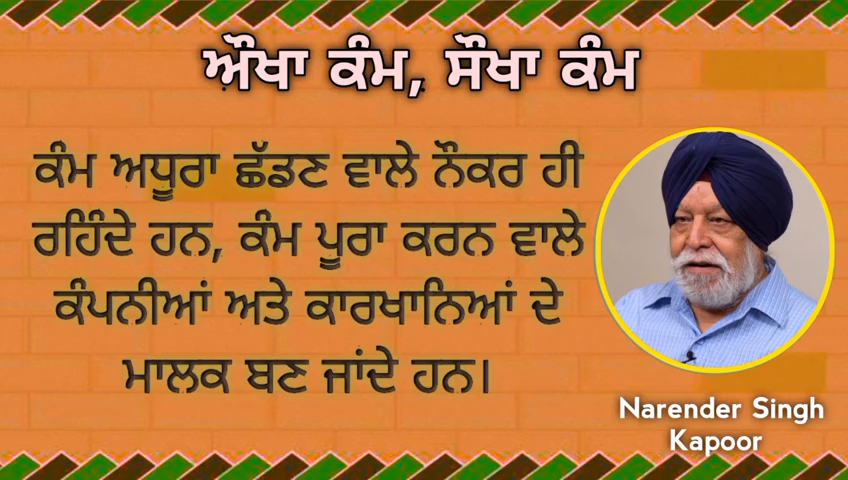 ਔਖਾ ਕੰਮ, ਸੌਖਾ ਕੰਮ
ਕੰਮ ਅਧੂਰਾ ਛੱਡਣ ਵਾਲੇ ਨੌਕਰ ਹੀ
ਰਹਿੰਦੇ ਹਨ, ਕੰਮ ਪੂਰਾ ਕਰਨ ਵਾਲੇ
ਕੰਪਨੀਆਂ ਅਤੇ ਕਾਰਖਾਨਿਆਂ ਦੇ
ਮਾਲਕ ਬਣ ਜਾਂਦੇ ਹਨ।
Narender Singh
Kapoor